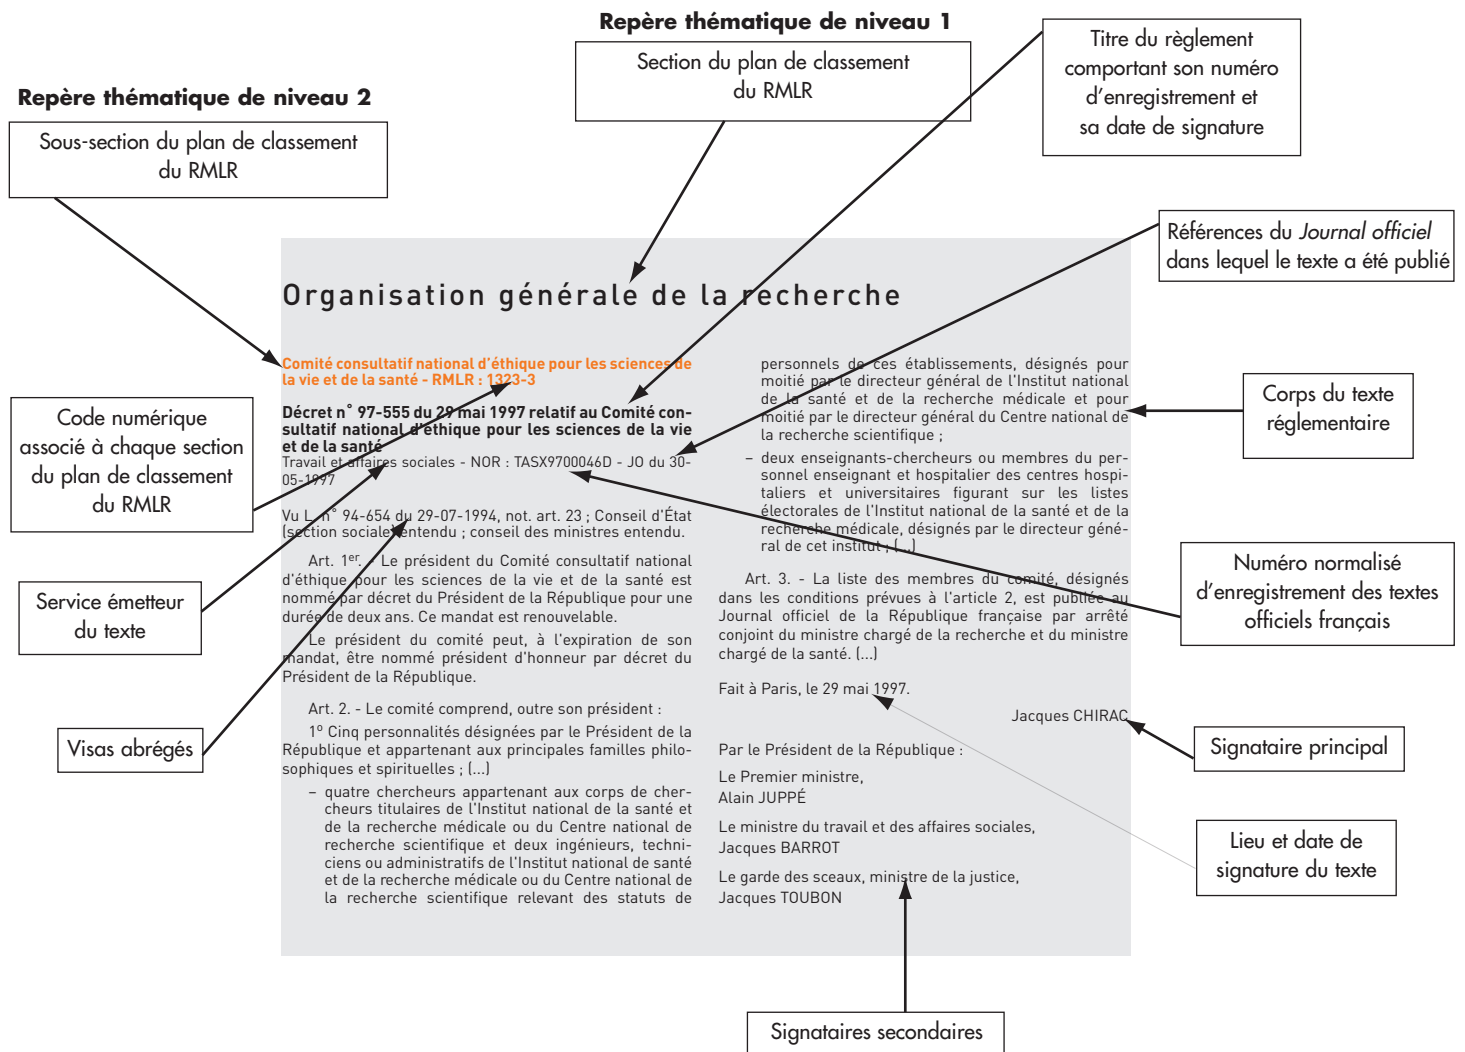 Repère thématique de niveau 1
Section du plan de classement
du RMLR
Titre du règlement
comportant son numéro
d'enregistrement et
sa date de signature
Repère thématique de niveau 2
Sous-section du plan de classement
du RMLR
Références du Journal officiel
dans lequel le texte a été publié
Organisation générale de la recherche
Comité consultatif national d'éthique pour les sciences de
la vie et de la santé - RMLR : 1323-3
Décret n° 97-555 du 29 mai 1997 relatif au Comité con-
sultatif national d'éthique pour les sciences de la vie
et de la santé
Travail et affaires sociales - NOR : TASX9700046D - JO du 30-
05-1997
Vu L. n° 94-654 du 29-07-1994, not. art. 23 ; Conseil d'État
(section sociale) entendu ; conseil des ministres entendu.
Art. 1er. - Le président du Comité consultatif national
d'éthique pour les sciences de la vie et de la santé est
nommé par décret du Président de la République pour une
durée de deux ans. Ce mandat est renouvelable.
Le président du comité peut, à l'expiration de son
mandat, être nommé président d'honneur par décret du
Président de la République.
Art. 2. - Le comité comprend, outre son président :
1° Cinq personnalités désignées par le Président de la
République et appartenant aux principales familles philo-
sophiques et spirituelles ; (...)
– quatre chercheurs appartenant aux corps de cher-
cheurs titulaires de l'Institut national de la santé et
de la recherche médicale ou du Centre national de
recherche scientifique et deux ingénieurs, techni-
ciens ou administratifs de l'Institut national de santé
et de la recherche médicale ou du Centre national de
la recherche scientifique relevant des statuts de
personnels de ces établissements, désignés pour
moitié par le directeur général de l'Institut national
de la santé et de la recherche médicale et pour
moitié par le directeur général du Centre national de
la recherche scientifique ;
– deux enseignants-chercheurs ou membres du per-
sonnel enseignant et hospitalier des centres hospi-
taliers et universitaires figurant sur les listes
électorales de l'Institut national de la santé et de la
recherche médicale, désignés par le directeur géné-
ral de cet institut ; (...)
Art. 3. - La liste des membres du comité, désignés
dans les conditions prévues à l'article 2, est publiée au
Journal officiel de la République française par arrêté
conjoint du ministre chargé de la recherche et du ministre
chargé de la santé. (...)
Fait à Paris, le 29 mai 1997.
Jacques CHIRAC
Par le Président de la République :
Le Premier ministre,
Alain JUPPÉ
Le ministre du travail et des affaires sociales,
Jacques BARROT
Le garde des sceaux, ministre de la justice,
Jacques TOUBON
Code numérique
associé à chaque section
du plan de classement
du RMLR
Service émetteur
du texte
Visas abrégés
Corps du texte
réglementaire
Numéro normalisé
d'enregistrement des textes
officiels français
Signataire principal
Lieu et date de
signature du texte
Signataires secondaires